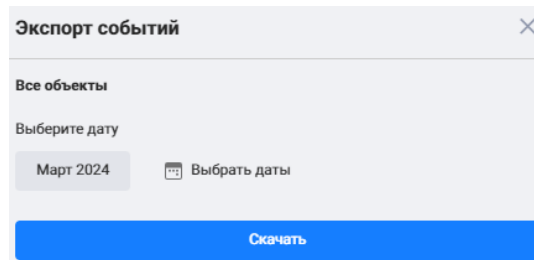 Экспорт событий
Все объекты
Выберите дату
Март 2024 Выбрать даты
Скачать